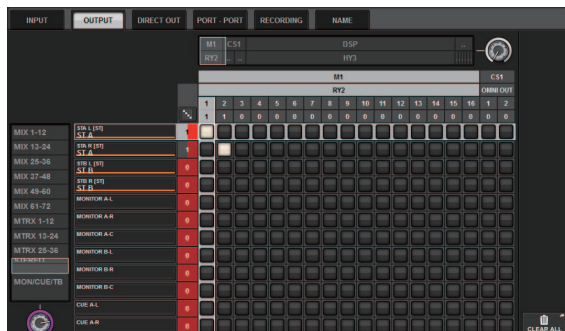 INPUT OUTPUT DIRECT OUT PORT - PORT RECORDING NAME
M1 CS1 DSP ..
RY2 .. .. HY3
M1 CS1
RY2 OMNI OUT
1 2 3 4 5 6 7 8 9 10 11 12 13 14 15 16 1 2
1 1 0 0 0 0 0 0 0 0 0 0 0 0 0 0 0 0
MIX 1-12 STA L [ST] ST A 1
MIX 13-24 STA R [ST] ST A 1
MIX 25-36 STB L [ST] ST B 0
MIX 37-48 STB R [ST] ST B 0
MIX 49-60 MONITOR A-L 0
MIX 61-72
MTRX 1-12 MONITOR A-R 0
MTRX 13-24 MONITOR A-C 0
MTRX 25-36 MONITOR B-L 0
STEREO MONITOR B-R 0
MON/CUE/TB MONITOR B-C 0
CUE A-L 0
CUE A-R 0
CLEAR ALL